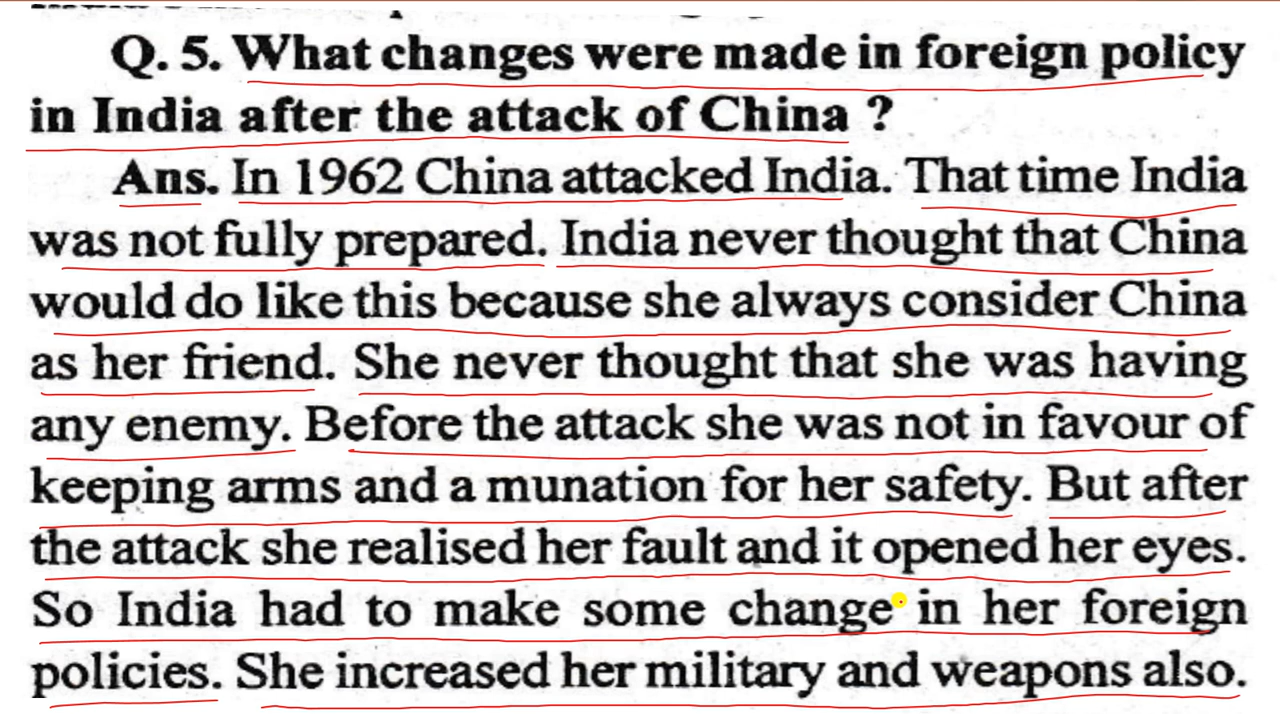 Q. 5. What changes were made in foreign policy
in India after the attack of China ?
Ans. In 1962 China attacked India. That time India
was not fully prepared. India never thought that China
would do like this because she always consider China
as her friend. She never thought that she was having
any enemy. Before the attack she was not in favour of
keeping arms and a munation for her safety. But after
the attack she realised her fault and it opened her eyes.
So India had to make some change in her foreign
policies. She increased her military and weapons also.